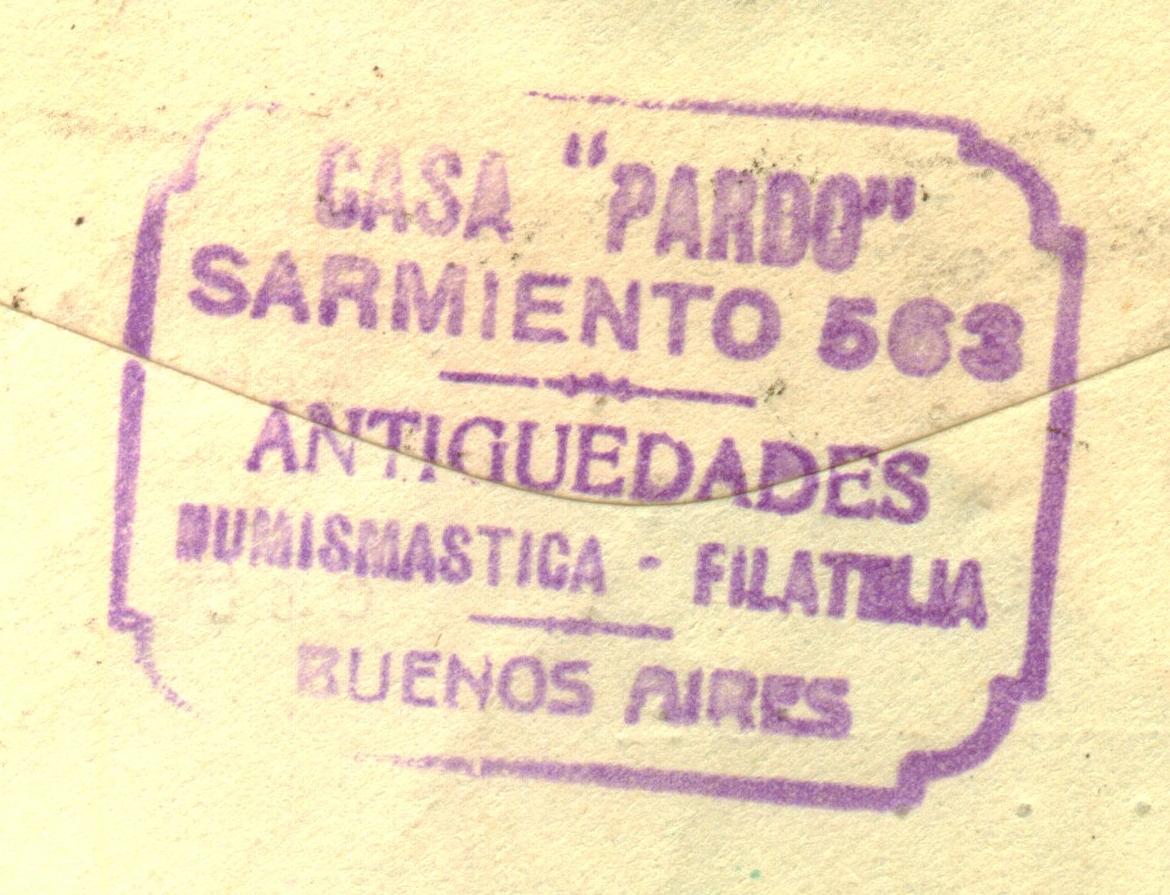 CASA "PARDO"
SARMIENTO 563
ANTIGUEDADES
NUMISMASTICA - FILATELIA
BUENOS AIRES